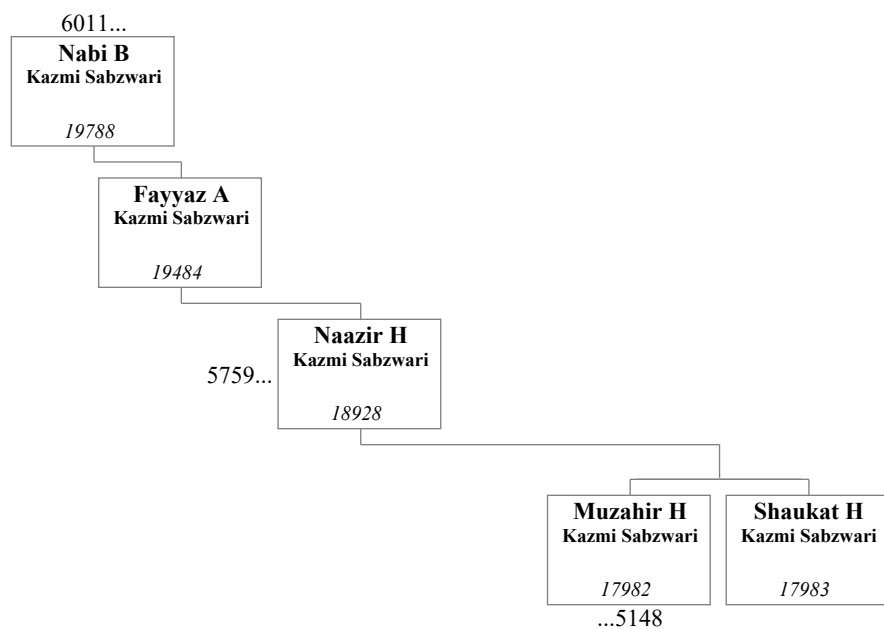 6011...
Nabi B
Kazmi Sabzwari
19788
Fayyaz A
Kazmi Sabzwari
19484
Naazir H
Kazmi Sabzwari
5759...
18928
Muzahir H
Kazmi Sabzwari
17982
...5148
Shaukat H
Kazmi Sabzwari
17983